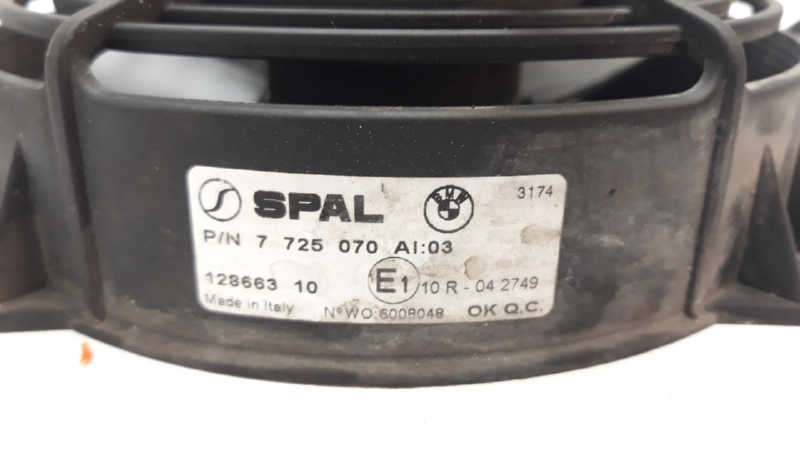 SPAL BMW 3174
P/N 7 725 070 AI:03
128663 10 E1 10 R - 04 2749
Made in Italy N°WO:6008048 OK Q.C.